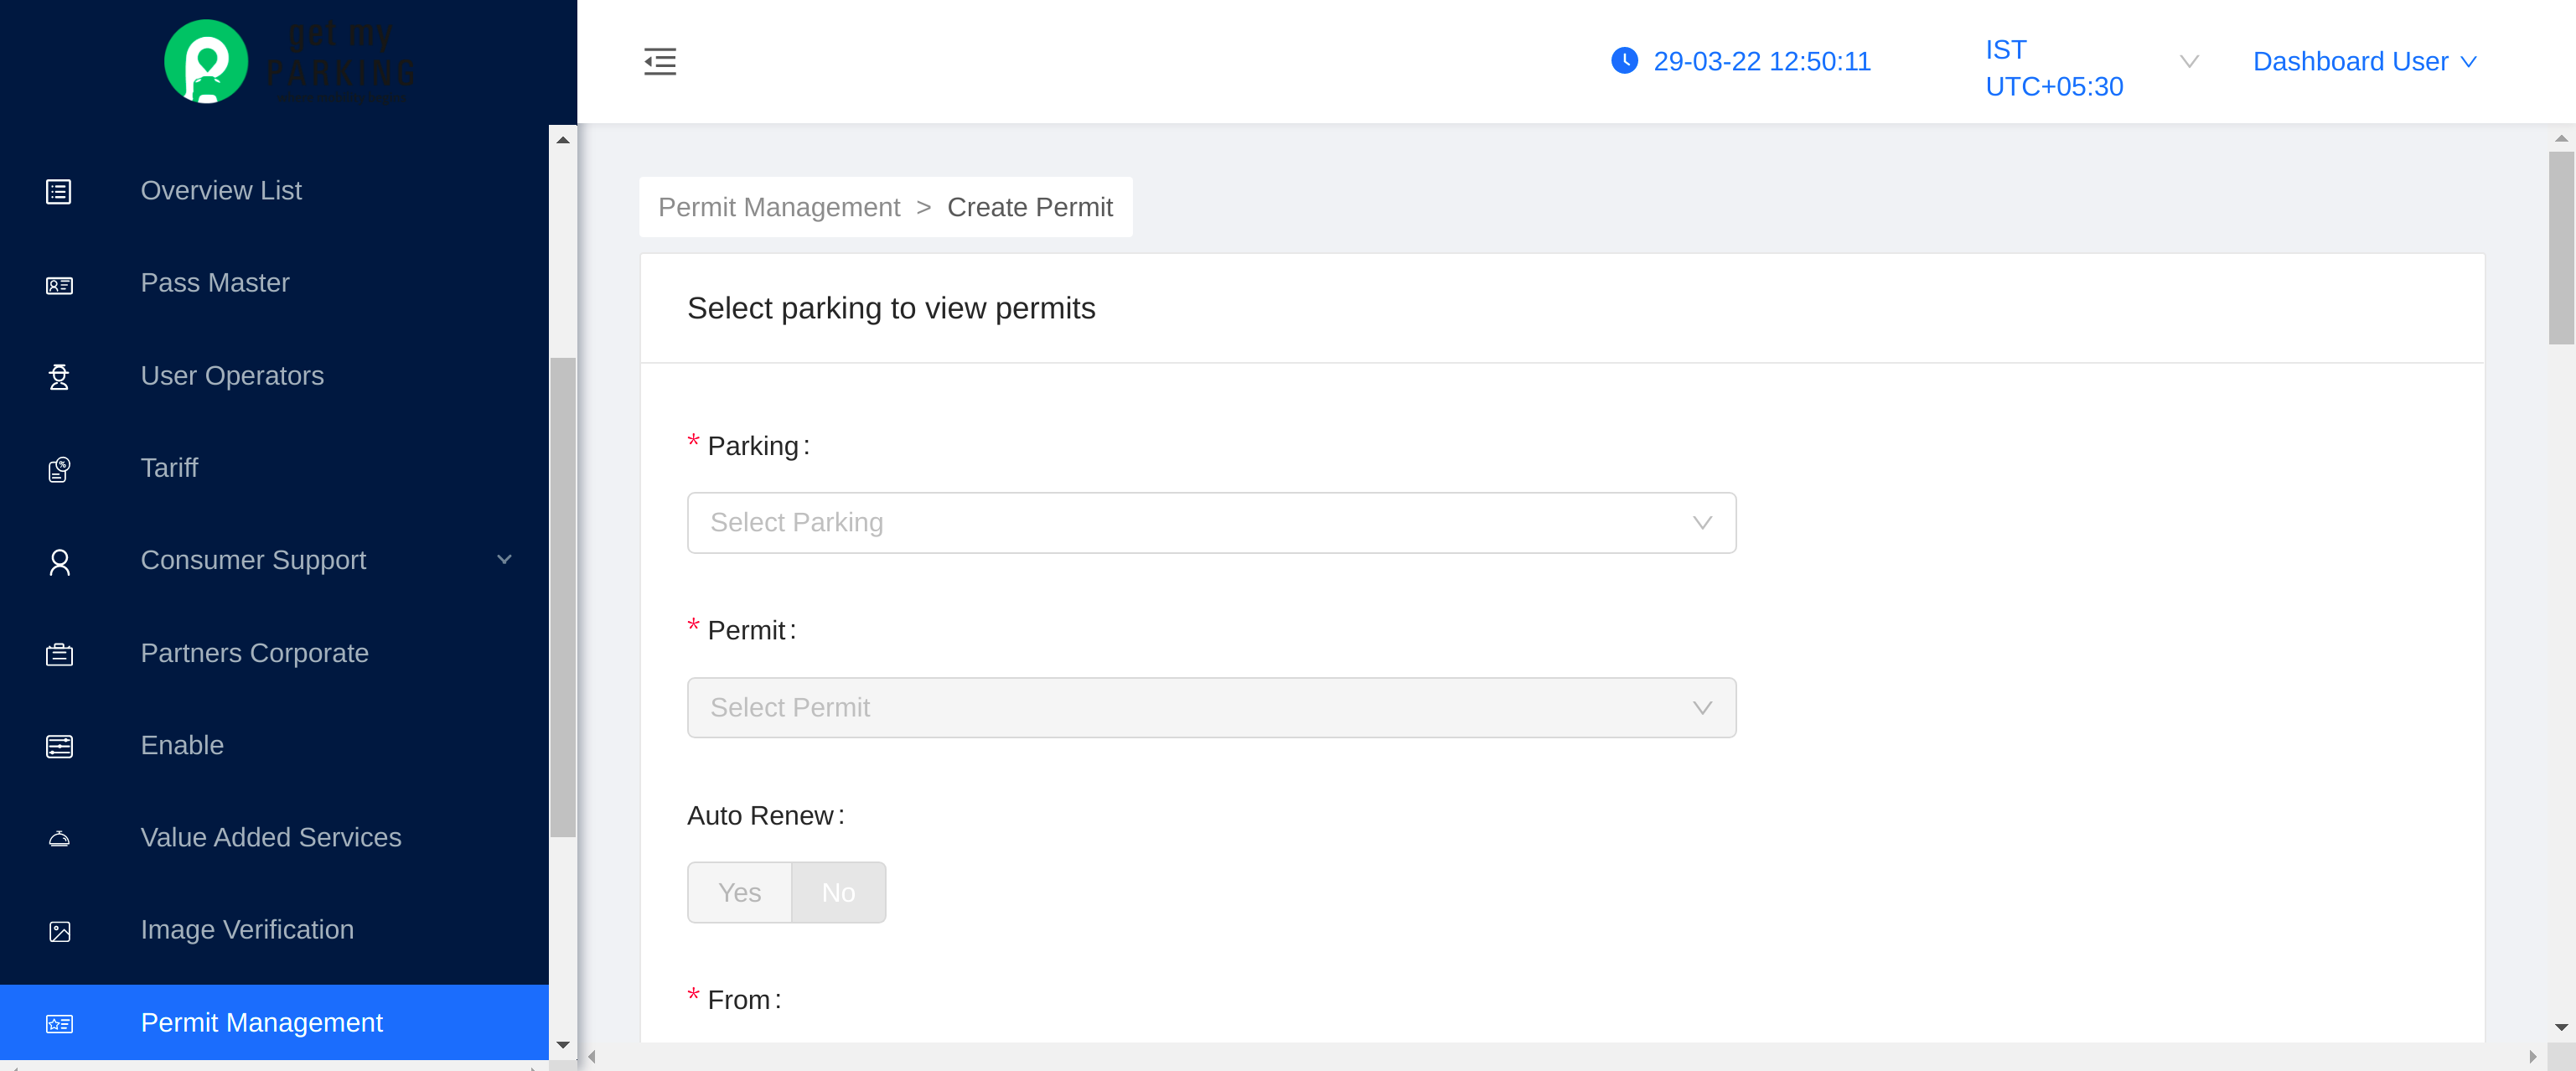 get my
PARKING
29-03-22 12:50:11
IST
UTC+05:30
Dashboard User
Overview List
Pass Master
User Operators
Tariff
Consumer Support
Partners Corporate
Enable
Value Added Services
Image Verification
Permit Management
Permit Management > Create Permit
Select parking to view permits
* Parking:
Select Parking
* Permit:
Select Permit
Auto Renew:
Yes No
* From: